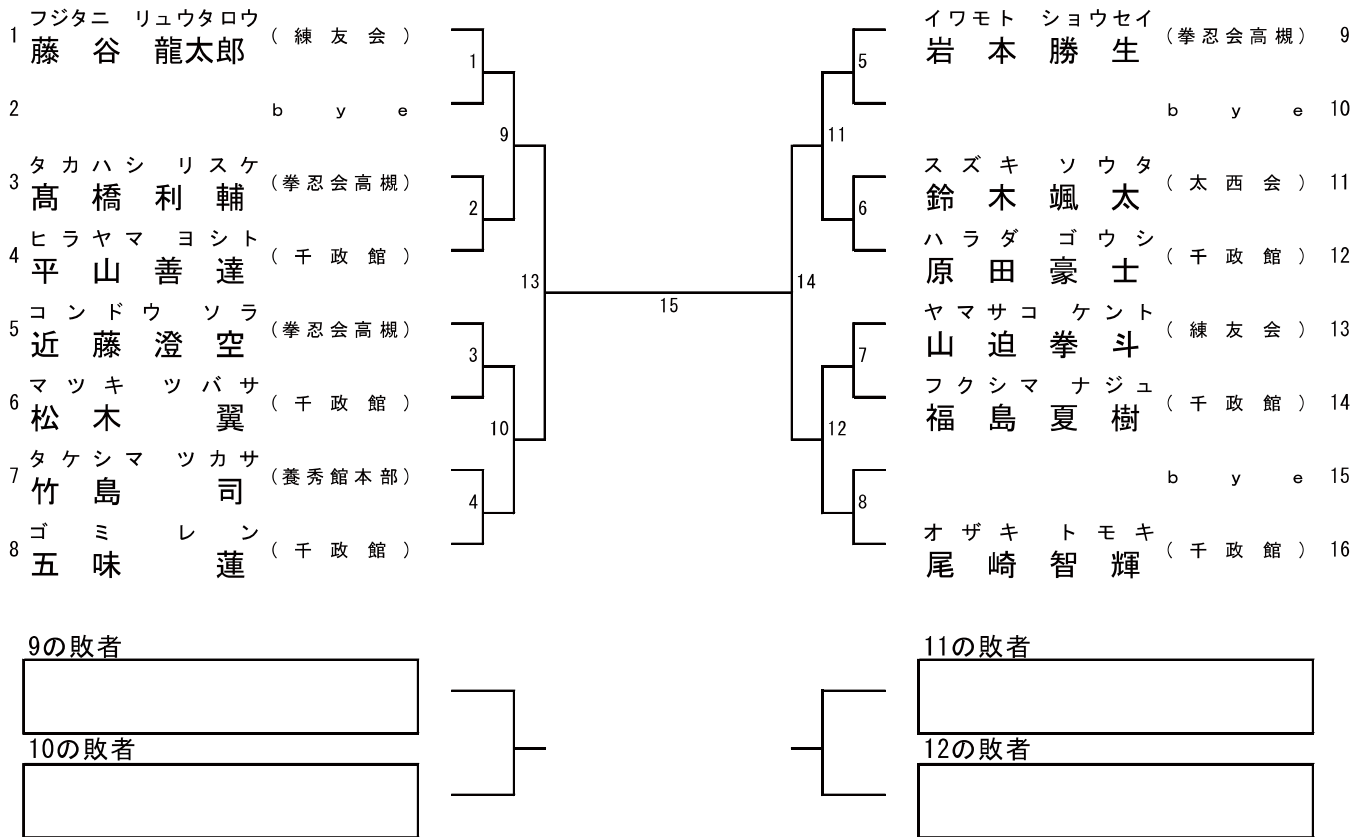 フジタニ リュウタロウ
1 藤谷 龍太郎 (練友会)
2 bye
タカハシ リスケ
3 髙橋利輔 (拳忍会高槻)
ヒラヤマ ヨシト
4 平山善達 (千政館)
コンドウ ソラ
5 近藤澄空 (拳忍会高槻)
マツキ ツバサ
6 松木 翼 (千政館)
タケシマ ツカサ
7 竹島 司 (養秀館本部)
ゴミ レン
8 五味 蓮 (千政館)
1
9
2
13
3
10
4
15
5
11
6
14
7
12
8
イワモト ショウセイ
岩本勝生 (拳忍会高槻) 9
bye 10
スズキ ソウタ
鈴木颯太 (太西会) 11
ハラダ ゴウシ
原田豪士 (千政館) 12
ヤマサコ ケント
山迫拳斗 (練友会) 13
フクシマ ナジュ
福島夏樹 (千政館) 14
bye 15
オザキ トモキ
尾崎智輝 (千政館) 16
9の敗者
10の敗者
11の敗者
12の敗者